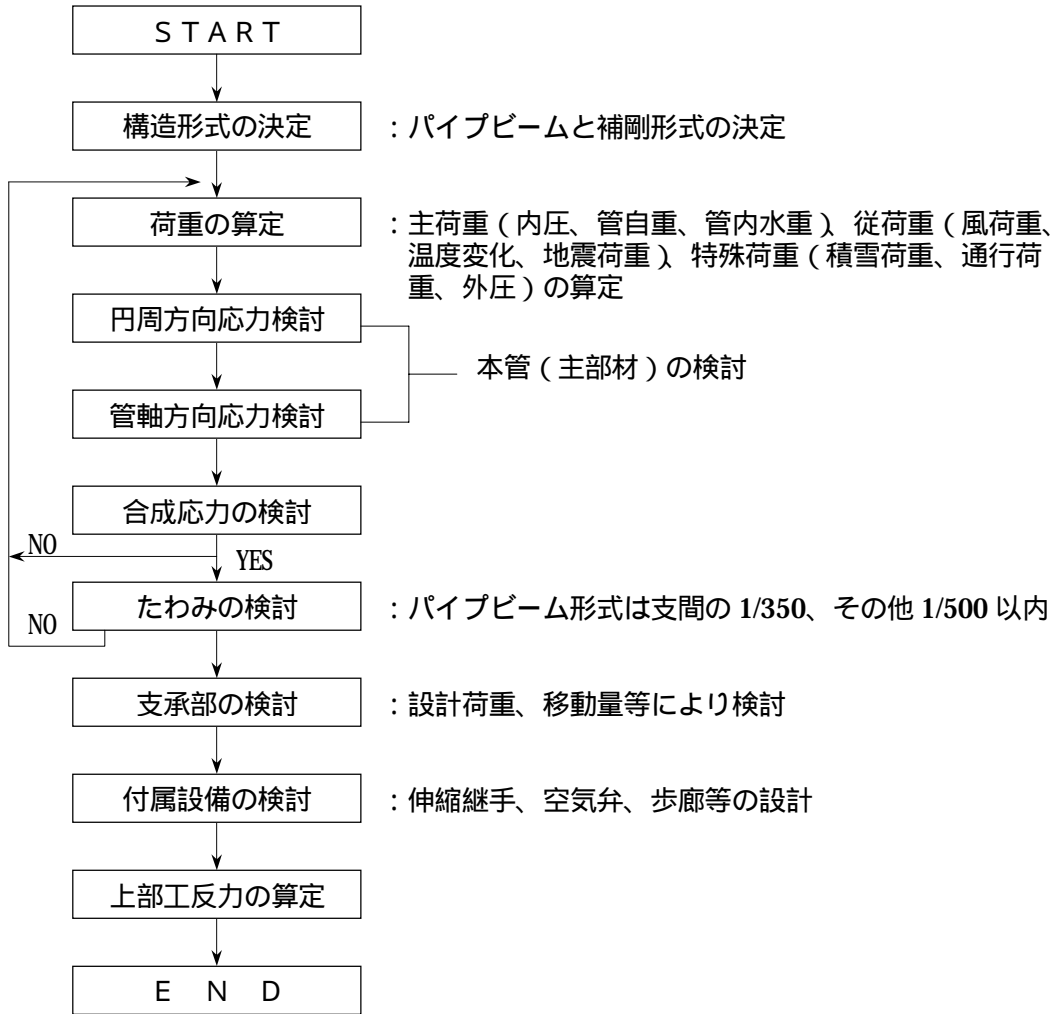 ＳＴＡＲＴ
構造形式の決定
：パイプビームと補剛形式の決定
荷重の算定
：主荷重（内圧、管自重、管内水重）、従荷重（風荷重、
温度変化、地震荷重）、特殊荷重（積雪荷重、通行荷
重、外圧）の算定
円周方向応力検討
本管（主部材）の検討
管軸方向応力検討
合成応力の検討
NO
YES
たわみの検討
：パイプビーム形式は支間の 1/350、その他 1/500 以内
NO
支承部の検討
：設計荷重、移動量等により検討
付属設備の検討
：伸縮継手、空気弁、歩廊等の設計
上部工反力の算定
Ｅ Ｎ Ｄ